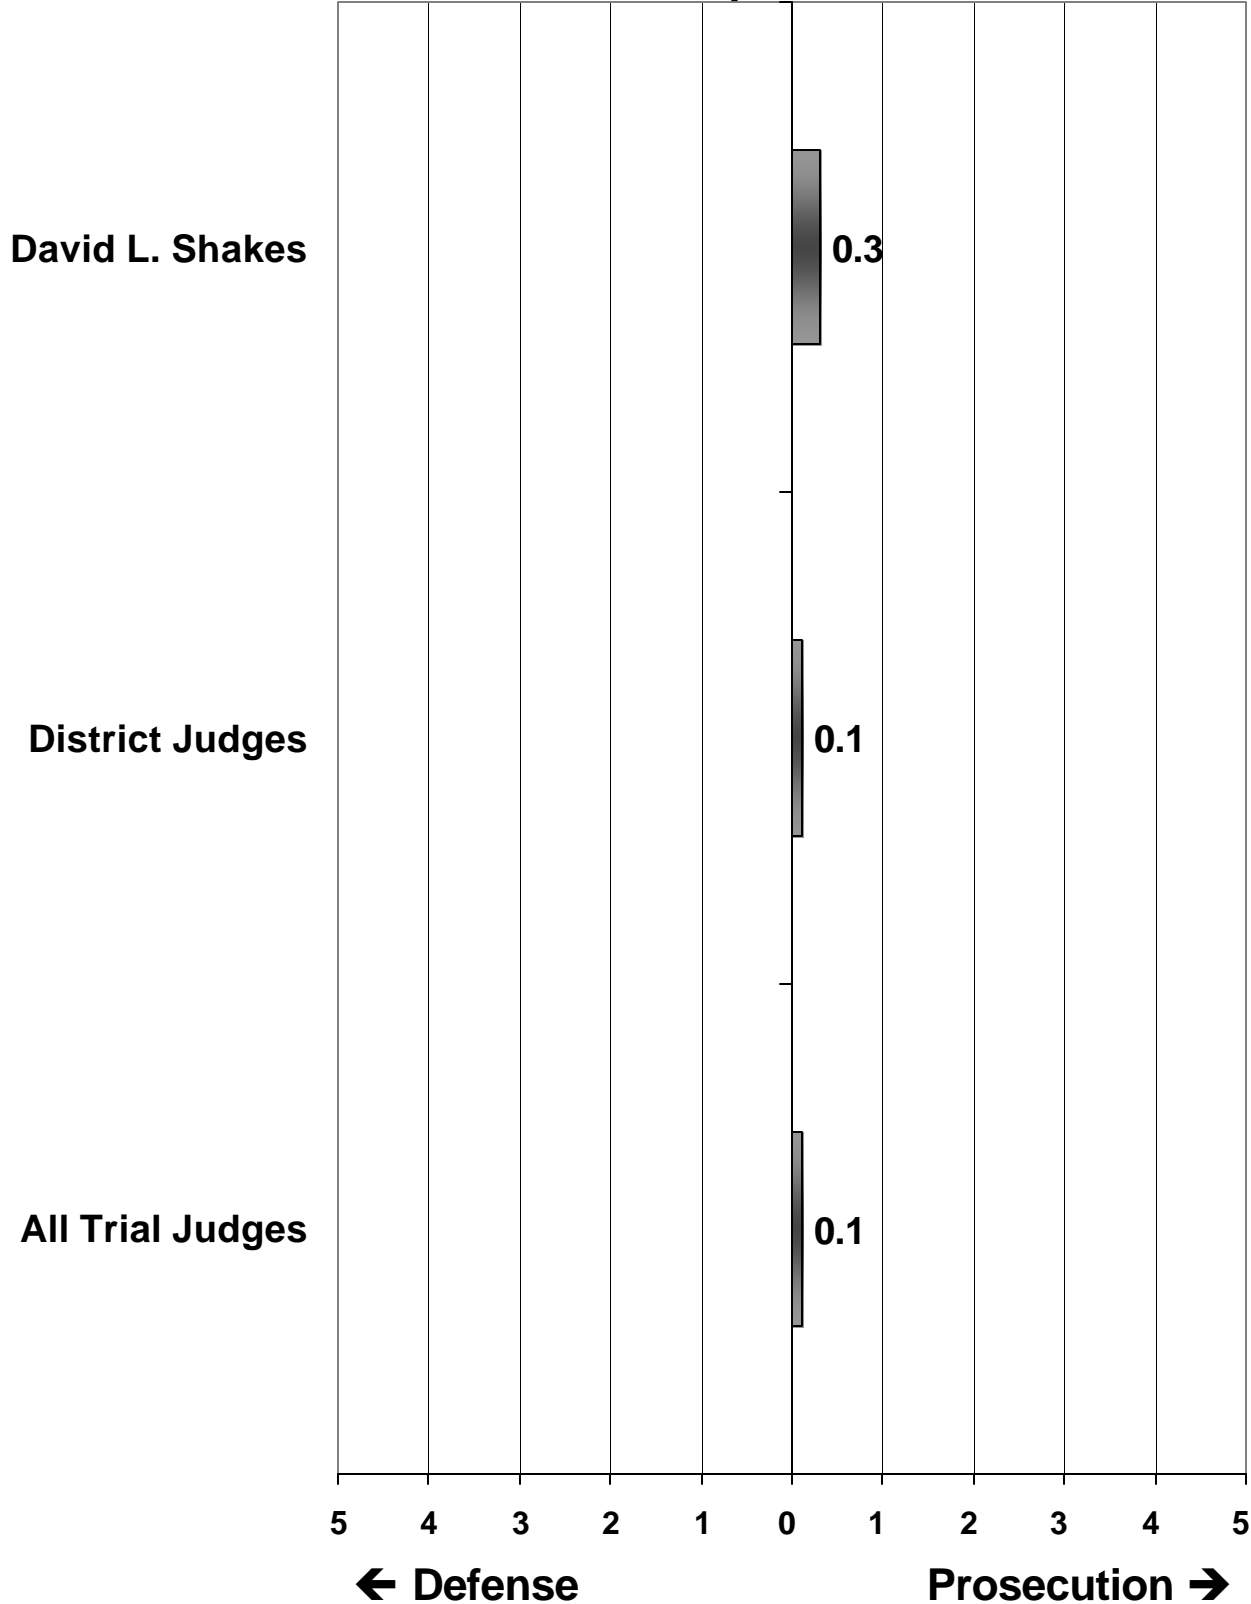 David L. Shakes
0.3
District Judges
0.1
All Trial Judges
0.1
5 4 3 2 1 0 1 2 3 4 5
← Defense Prosecution →